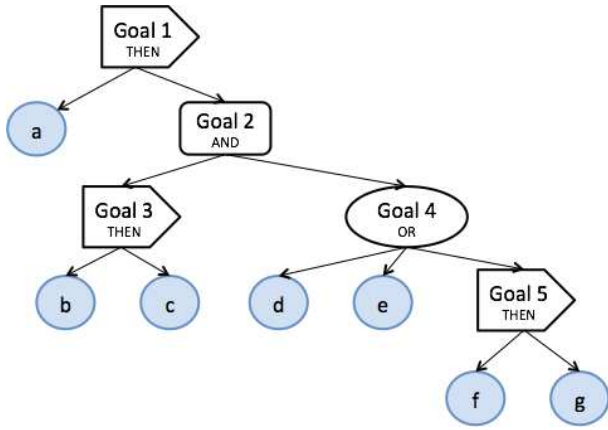 Goal 1
THEN
a
Goal 2
AND
Goal 3
THEN
Goal 4
OR
b
c
d
e
Goal 5
THEN
f
g